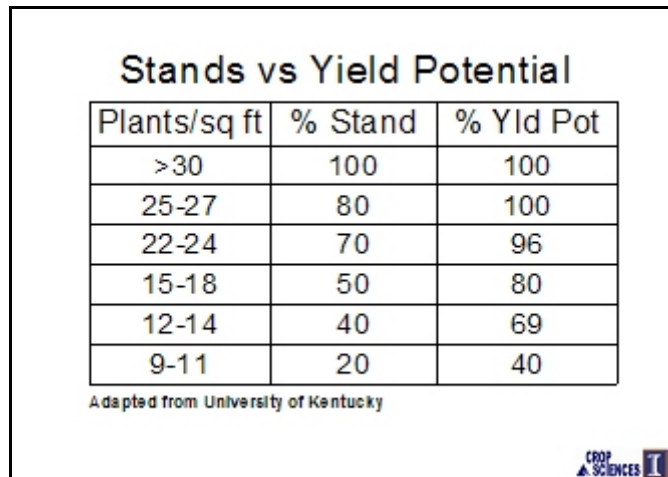 Stands vs Yield Potential
Plants/sq ft % Stand % Yld Pot
>30 100 100
25-27 80 100
22-24 70 96
15-18 50 80
12-14 40 69
9-11 20 40
Adapted from University of Kentucky
CROP
SCIENCES I